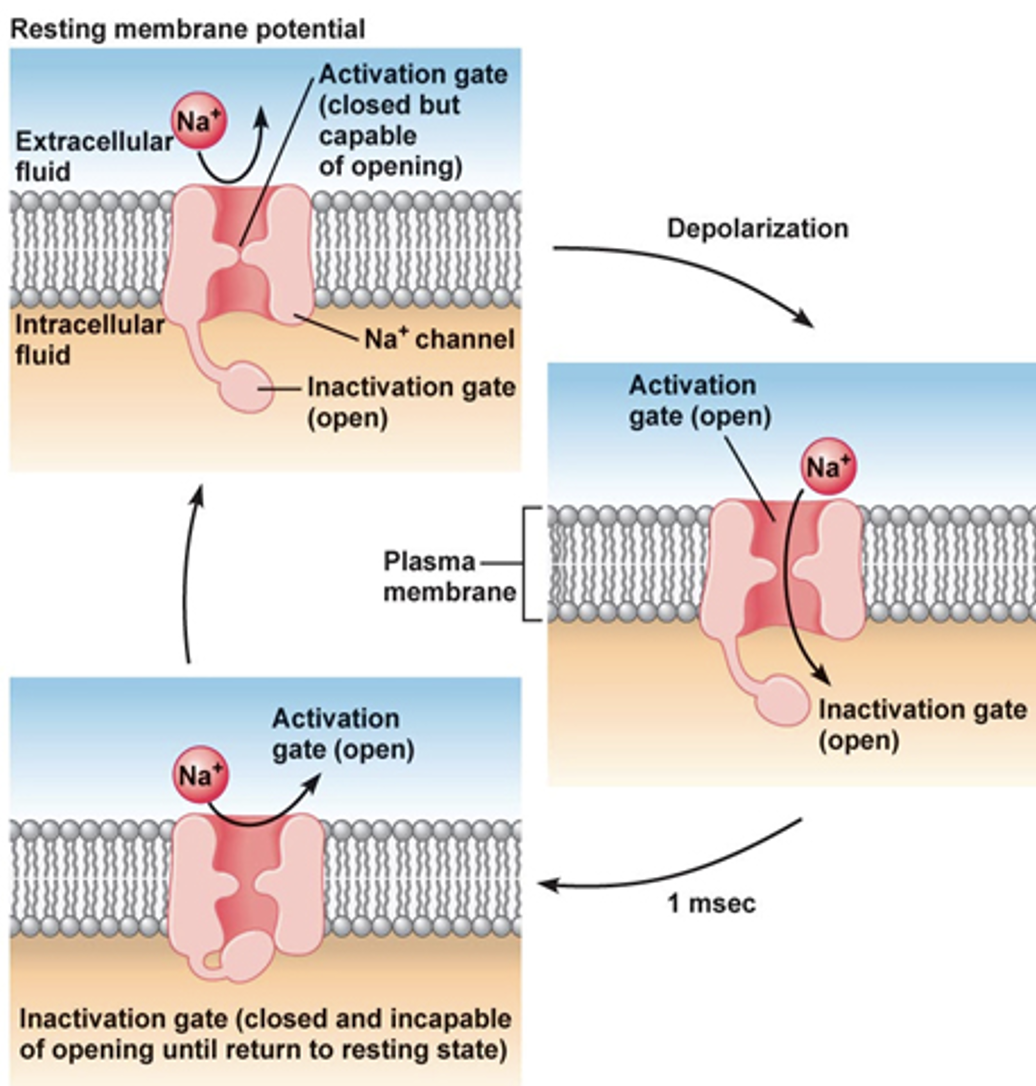 Resting membrane potential
Activation gate
(closed but
capable
of opening)
Na+
Extracellular
fluid
Intracellular
fluid
Na+ channel
Inactivation gate
(open)
Depolarization
Activation
gate (open)
Na+
Plasma
membrane
Inactivation gate
(open)
1 msec
Activation
gate (open)
Na+
Inactivation gate (closed and incapable
of opening until return to resting state)